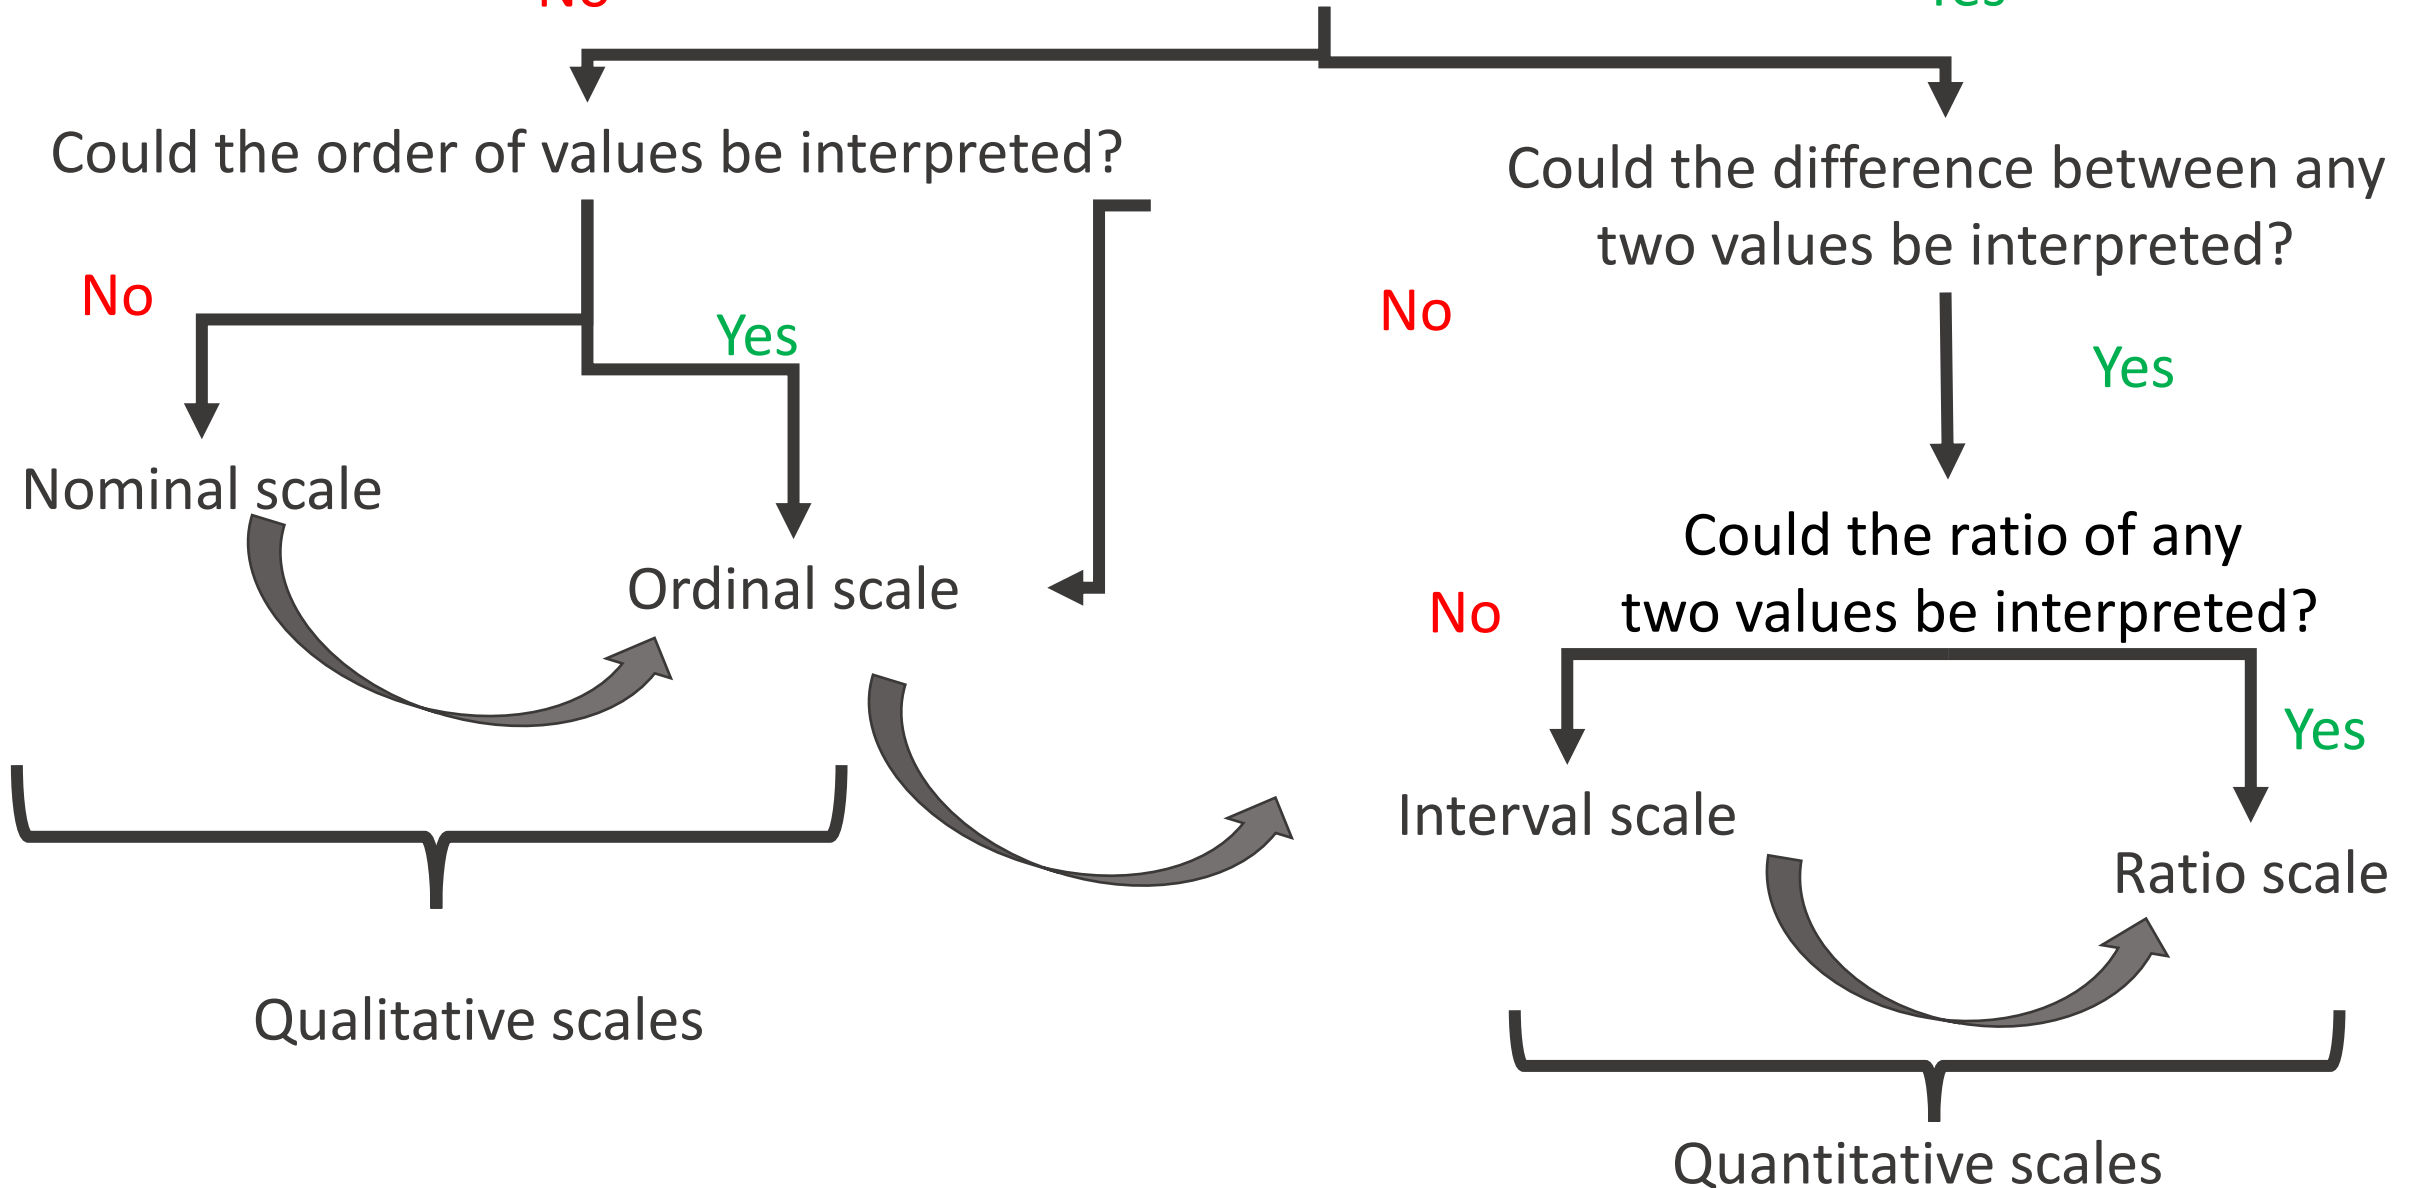 No
Yes
Could the order of values be interpreted?
Could the difference between any
two values be interpreted?
No
Yes
No
Yes
Nominal scale
Ordinal scale
Could the ratio of any
two values be interpreted?
No
Yes
Interval scale
Ratio scale
Qualitative scales
Quantitative scales